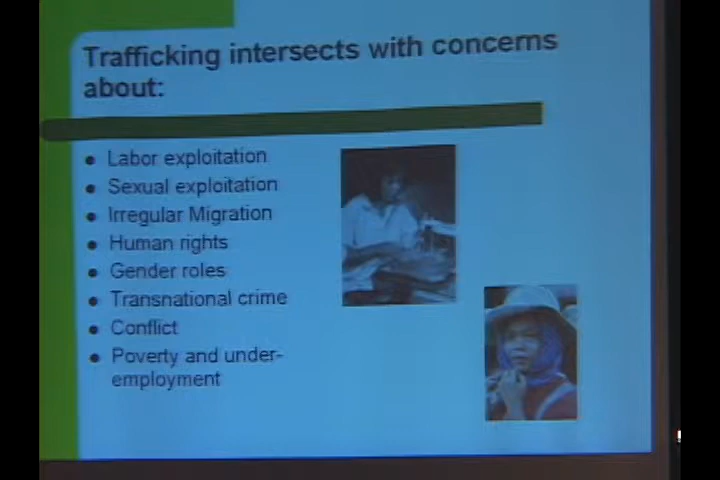 Trafficking intersects with concerns
about:
Labor exploitation
Sexual exploitation
Irregular Migration
Human rights
Gender roles
Transnational crime
Conflict
Poverty and under-
employment